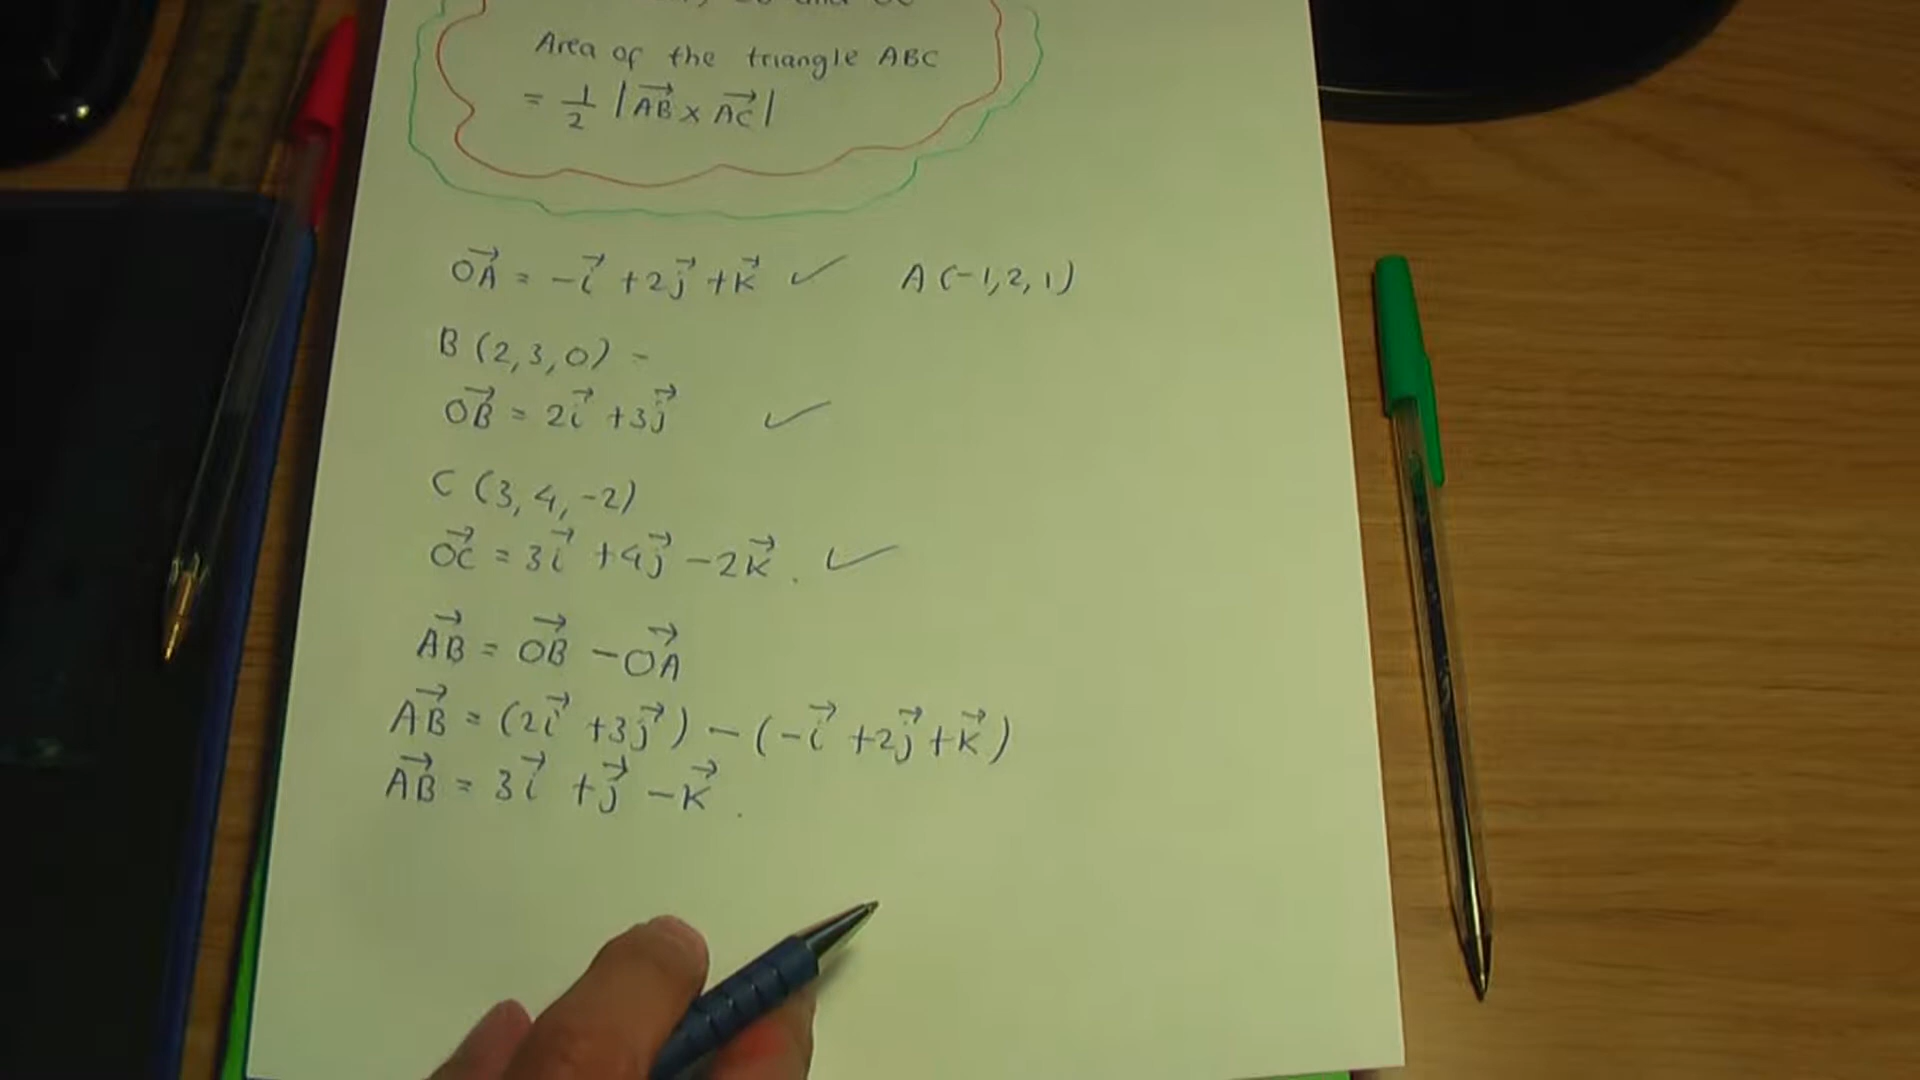 and
Area of the triangle ABC
= 1/2 |AB⃗ × AC⃗|
OA⃗ = -i⃗ + 2j⃗ + k⃗ ✓ A (-1, 2, 1)
B (2, 3, 0) -
OB⃗ = 2i⃗ + 3j⃗ ✓
C (3, 4, -2)
OC⃗ = 3i⃗ + 4j⃗ - 2k⃗ . ✓
AB⃗ = OB⃗ - OA⃗
AB⃗ = (2i⃗ + 3j⃗) - (-i⃗ + 2j⃗ + k⃗)
AB⃗ = 3i⃗ + j⃗ - k⃗ .